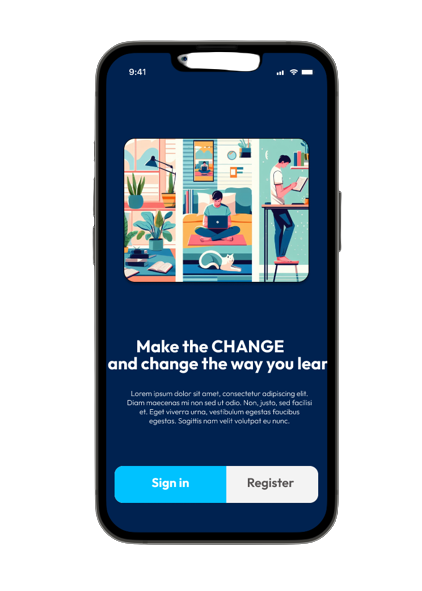 9:41
Make the CHANGE
and change the way you lear
Lorem ipsum dolor sit amet, consectetur adipiscing elit.
Diam maecenas mi non sed ut odio. Non, justo, sed facilisi
et. Eget viverra urna, vestibulum egestas faucibus
egestas. Sagittis nam velit volutpat eu nunc.
Sign in
Register